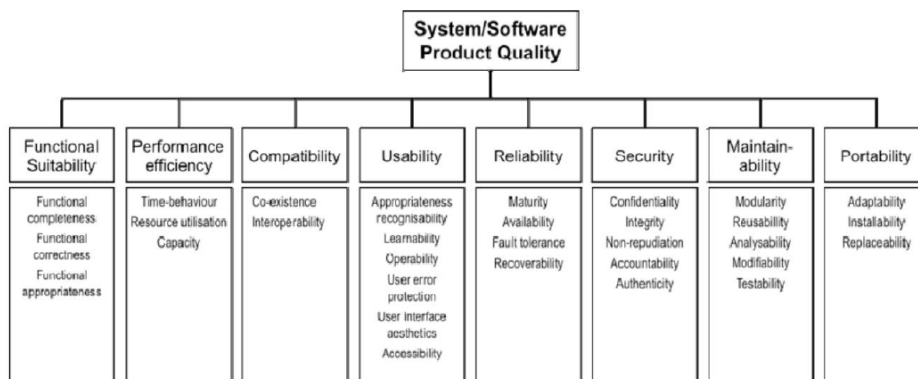 System/Software
Product Quality
Functional
Suitability
Functional
completeness
Functional
correctness
Functional
appropriateness
Performance
efficiency
Time-behaviour
Resource utilisation
Capacity
Compatibility
Co-existence
Interoperability
Usability
Appropriateness
recognisability
Learnability
Operability
User error
protection
User interface
aesthetics
Accessibility
Reliability
Maturity
Availability
Fault tolerance
Recoverability
Security
Confidentiality
Integrity
Non-repudiation
Accountability
Authenticity
Maintain-
ability
Modularity
Reusability
Analysability
Modifiability
Testability
Portability
Adaptability
Installability
Replaceability